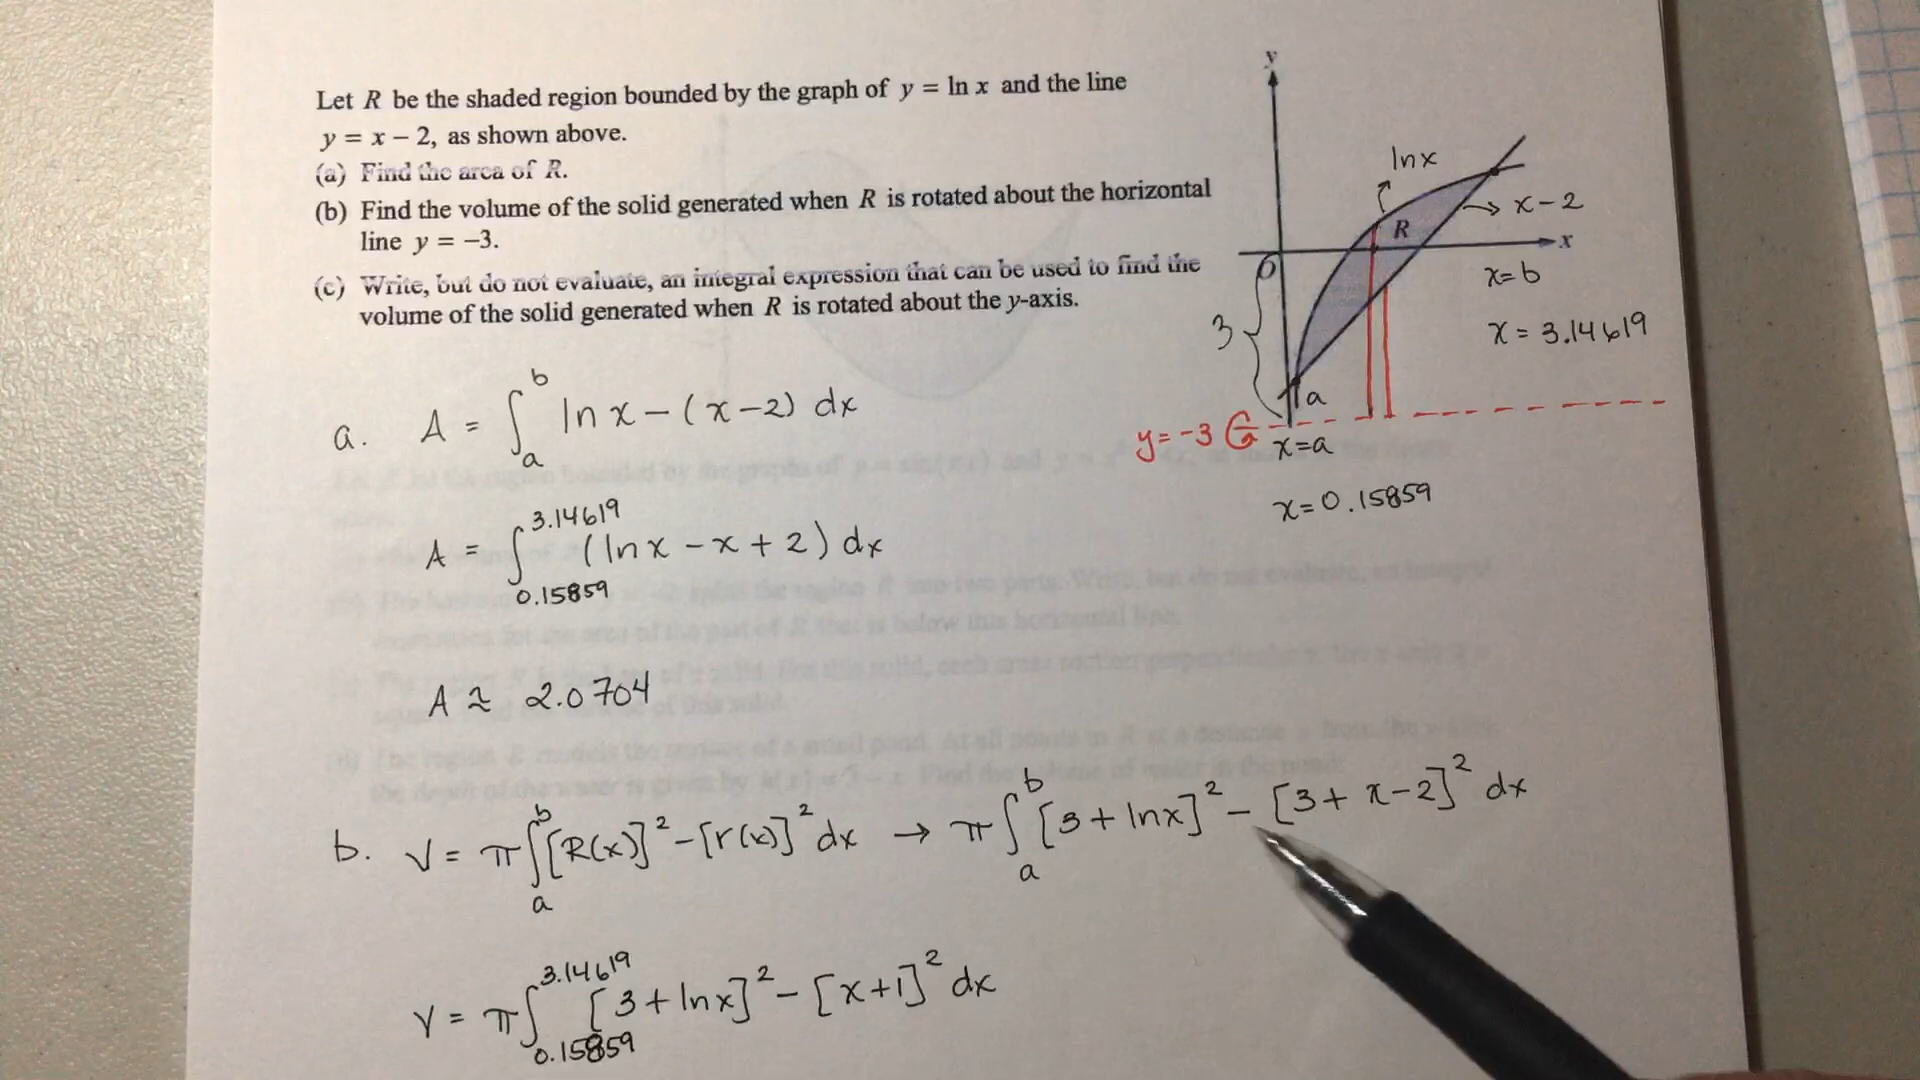 Let R be the shaded region bounded by the graph of y = ln x and the line
y = x − 2, as shown above.
(a) Find the area of R.
(b) Find the volume of the solid generated when R is rotated about the horizontal
line y = −3.
(c) Write, but do not evaluate, an integral expression that can be used to find the
volume of the solid generated when R is rotated about the y-axis.
y
lnx
x-2
R
x
O
x=b
3
x = 3.14619
a
y=-3
x=a
x=0.15859
a. A = ∫_a^b ln x - (x-2) dx
A = ∫_0.15859^3.14619 (lnx - x + 2) dx
A ≈ 2.0704
b. V = π∫_a^b [R(x)]² - [r(x)]² dx → π∫_a^b [3 + lnx]² - [3 + x-2]² dx
V = π∫_0.15859^3.14619 [3 + lnx]² - [x+1]² dx